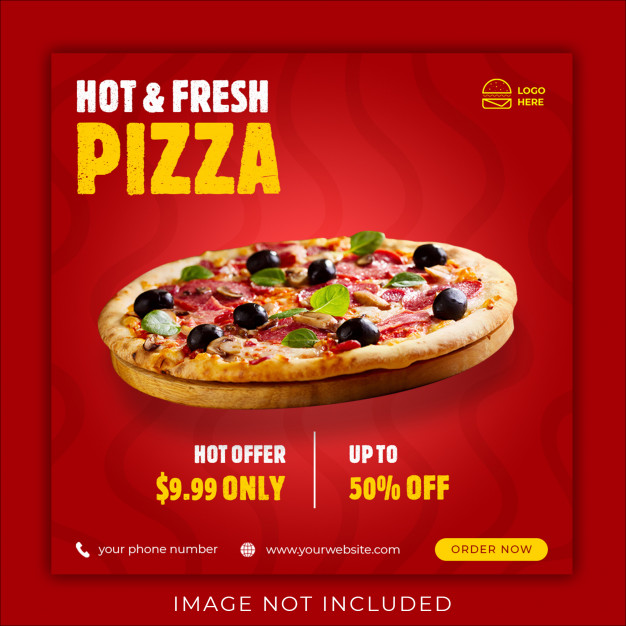 HOT & FRESH
PIZZA
LOGO
HERE
HOT OFFER
$9.99 ONLY
UP TO
50% OFF
your phone number
www.yourwebsite.com
ORDER NOW
IMAGE NOT INCLUDED